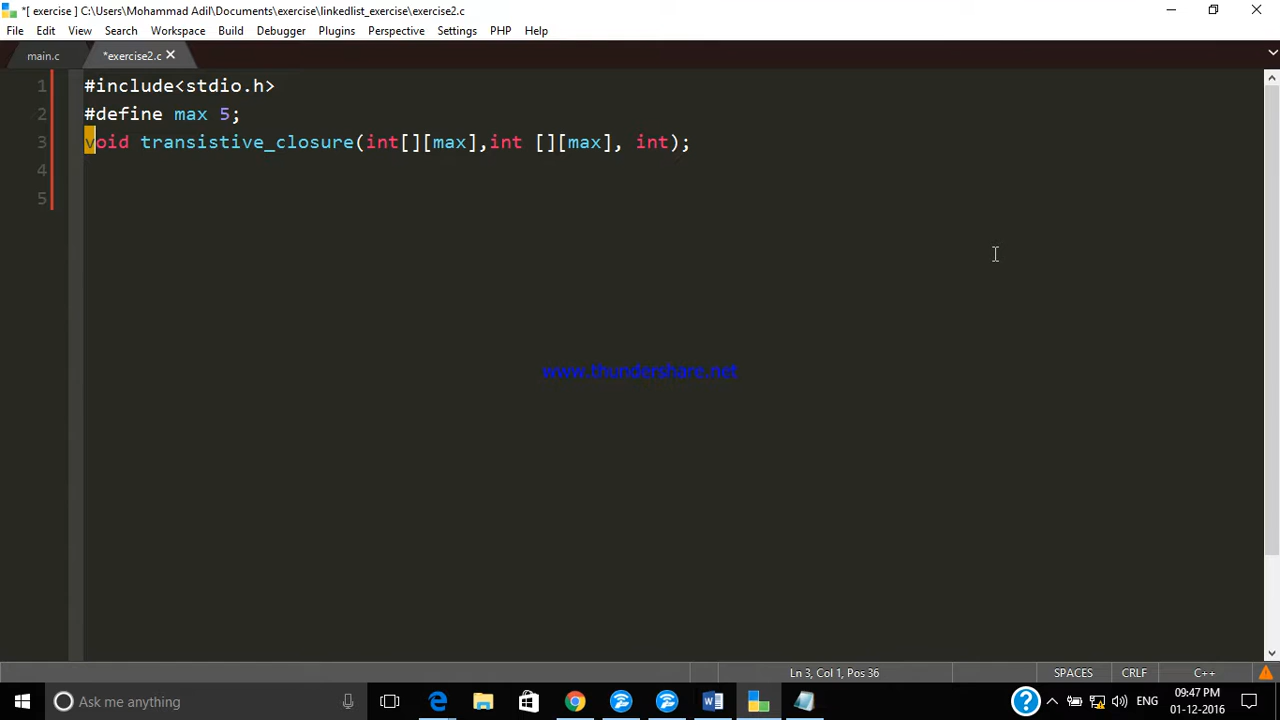 *[ exercise ] C:\Users\Mohammad Adil\Documents\exercise\linkedlist_exercise\exercise2.c
File Edit View Search Workspace Build Debugger Plugins Perspective Settings PHP Help
main.c *exercise2.c
1 #include<stdio.h>
2 #define max 5;
3 void transistive_closure(int[][max],int [][max], int);
4
5
www.thundershare.net
Ln 3, Col 1, Pos 36 SPACES CRLF C++
Ask me anything ENG 09:47 PM
01-12-2016